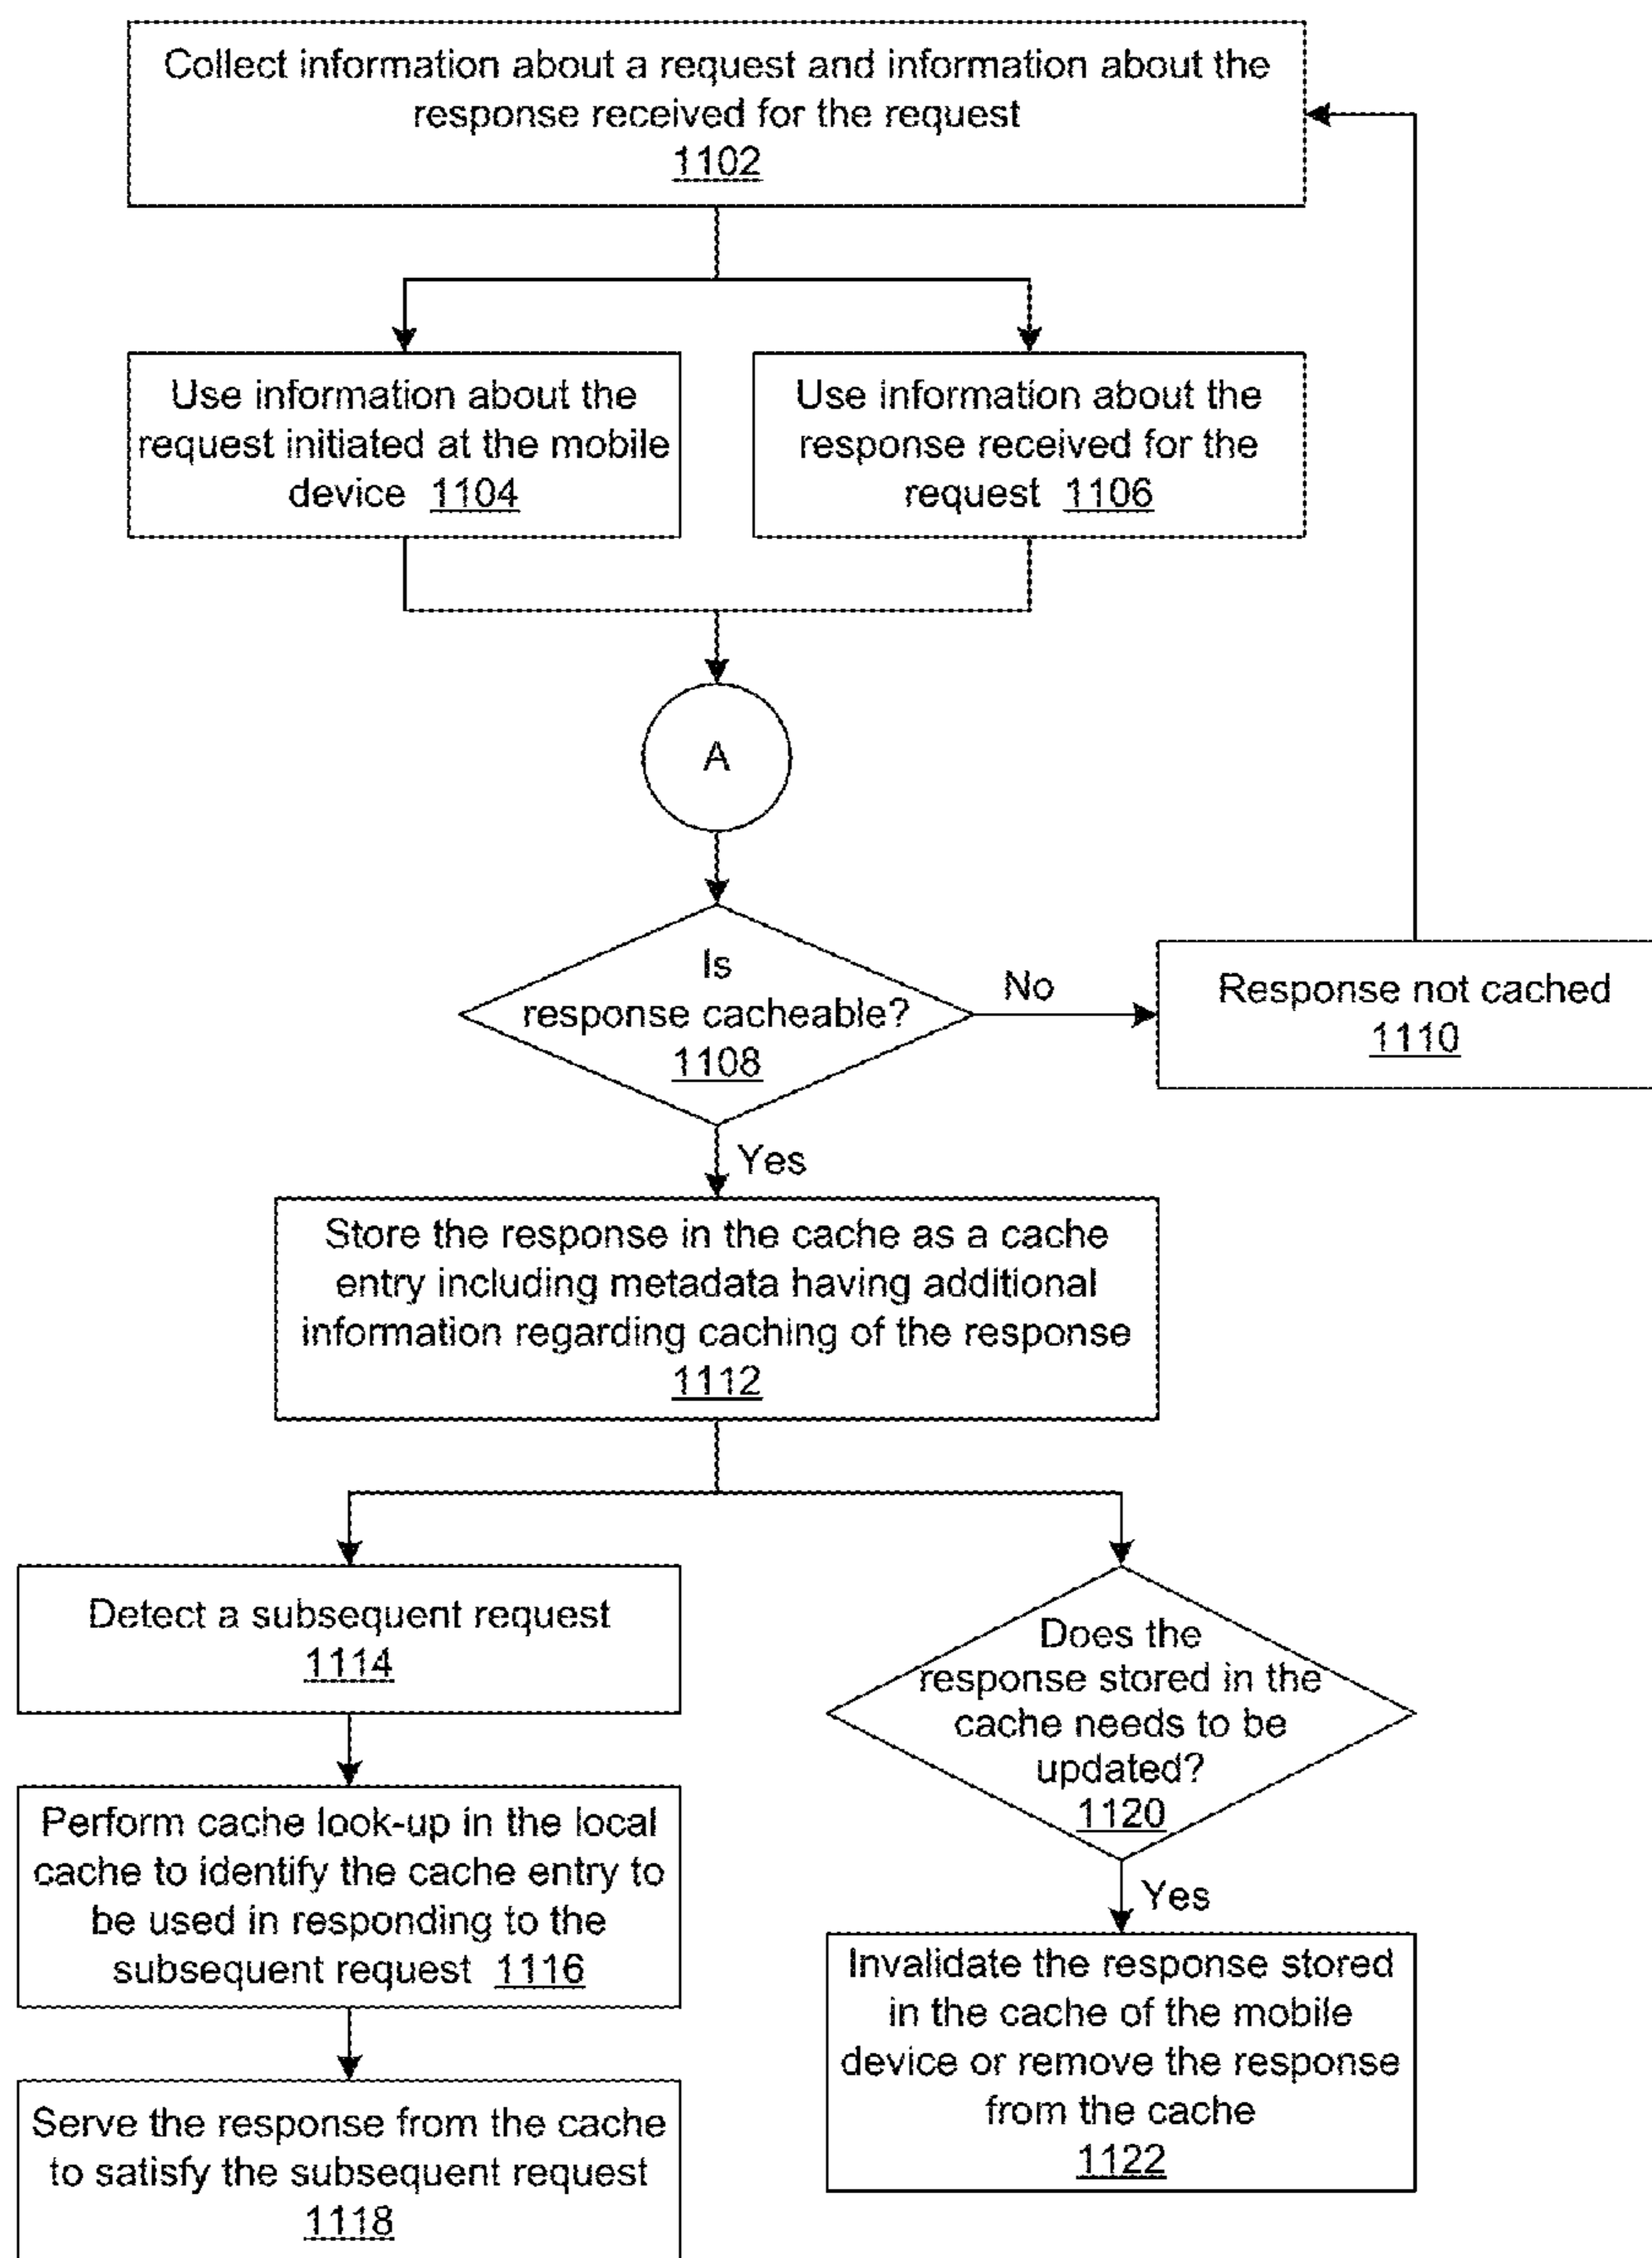 Collect information about a request and information about the
response received for the request
1102
Use information about the
request initiated at the mobile
device 1104
Use information about the
response received for the
request 1106
A
Is
response cacheable?
1108
No
Response not cached
1110
Yes
Store the response in the cache as a cache
entry including metadata having additional
information regarding caching of the response
1112
Detect a subsequent request
1114
Perform cache look-up in the local
cache to identify the cache entry to
be used in responding to the
subsequent request 1116
Serve the response from the cache
to satisfy the subsequent request
1118
Does the
response stored in the
cache needs to be
updated?
1120
Yes
Invalidate the response stored
in the cache of the mobile
device or remove the response
from the cache
1122